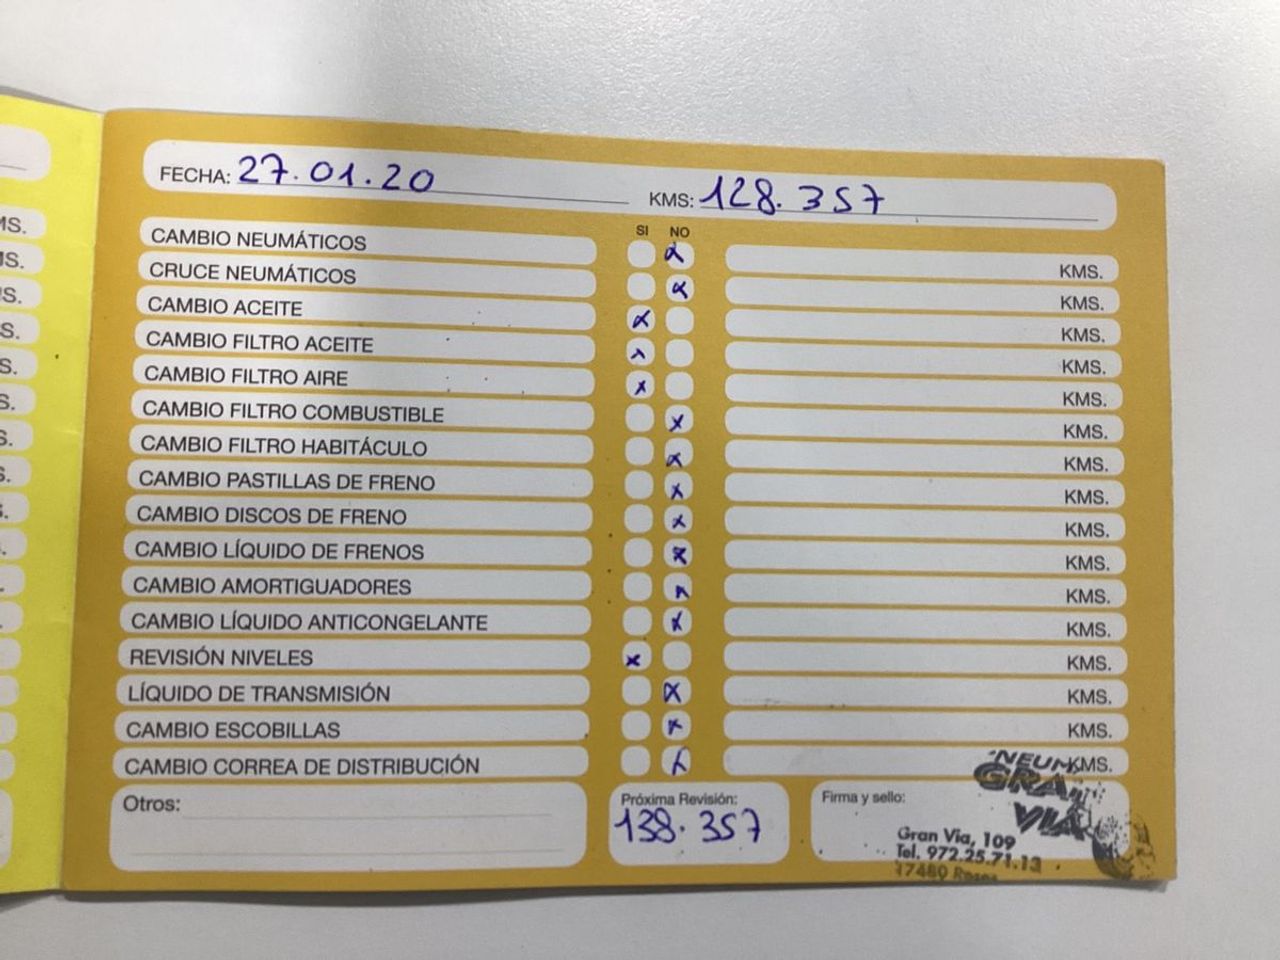 FECHA: 27.01.20 KMS: 128.357
SI NO
CAMBIO NEUMÁTICOS x KMS.
CRUCE NEUMÁTICOS x KMS.
CAMBIO ACEITE x KMS.
CAMBIO FILTRO ACEITE x KMS.
CAMBIO FILTRO AIRE x KMS.
CAMBIO FILTRO COMBUSTIBLE x KMS.
CAMBIO FILTRO HABITÁCULO x KMS.
CAMBIO PASTILLAS DE FRENO x KMS.
CAMBIO DISCOS DE FRENO x KMS.
CAMBIO LÍQUIDO DE FRENOS x KMS.
CAMBIO AMORTIGUADORES x KMS.
CAMBIO LÍQUIDO ANTICONGELANTE x KMS.
REVISIÓN NIVELES x KMS.
LÍQUIDO DE TRANSMISIÓN x KMS.
CAMBIO ESCOBILLAS x KMS.
CAMBIO CORREA DE DISTRIBUCIÓN x KMS.
Otros:
Próxima Revisión:
138.357
Firma y sello:
GRAN
VIA
Gran Via, 109
Tel. 972.25.71.13
17480 Roses